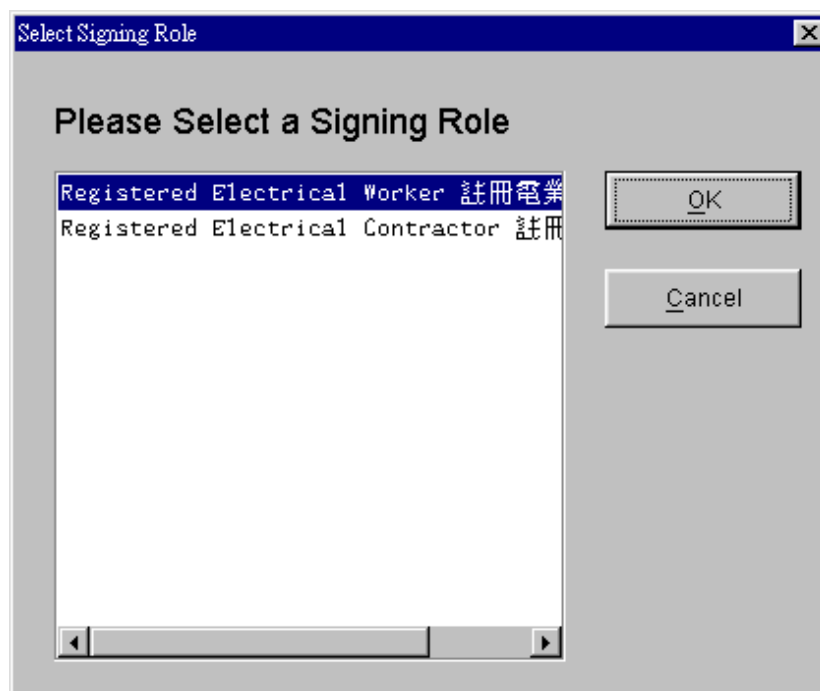 Select Signing Role
Please Select a Signing Role
Registered Electrical Worker 註冊電業
Registered Electrical Contractor 註冊
OK
Cancel